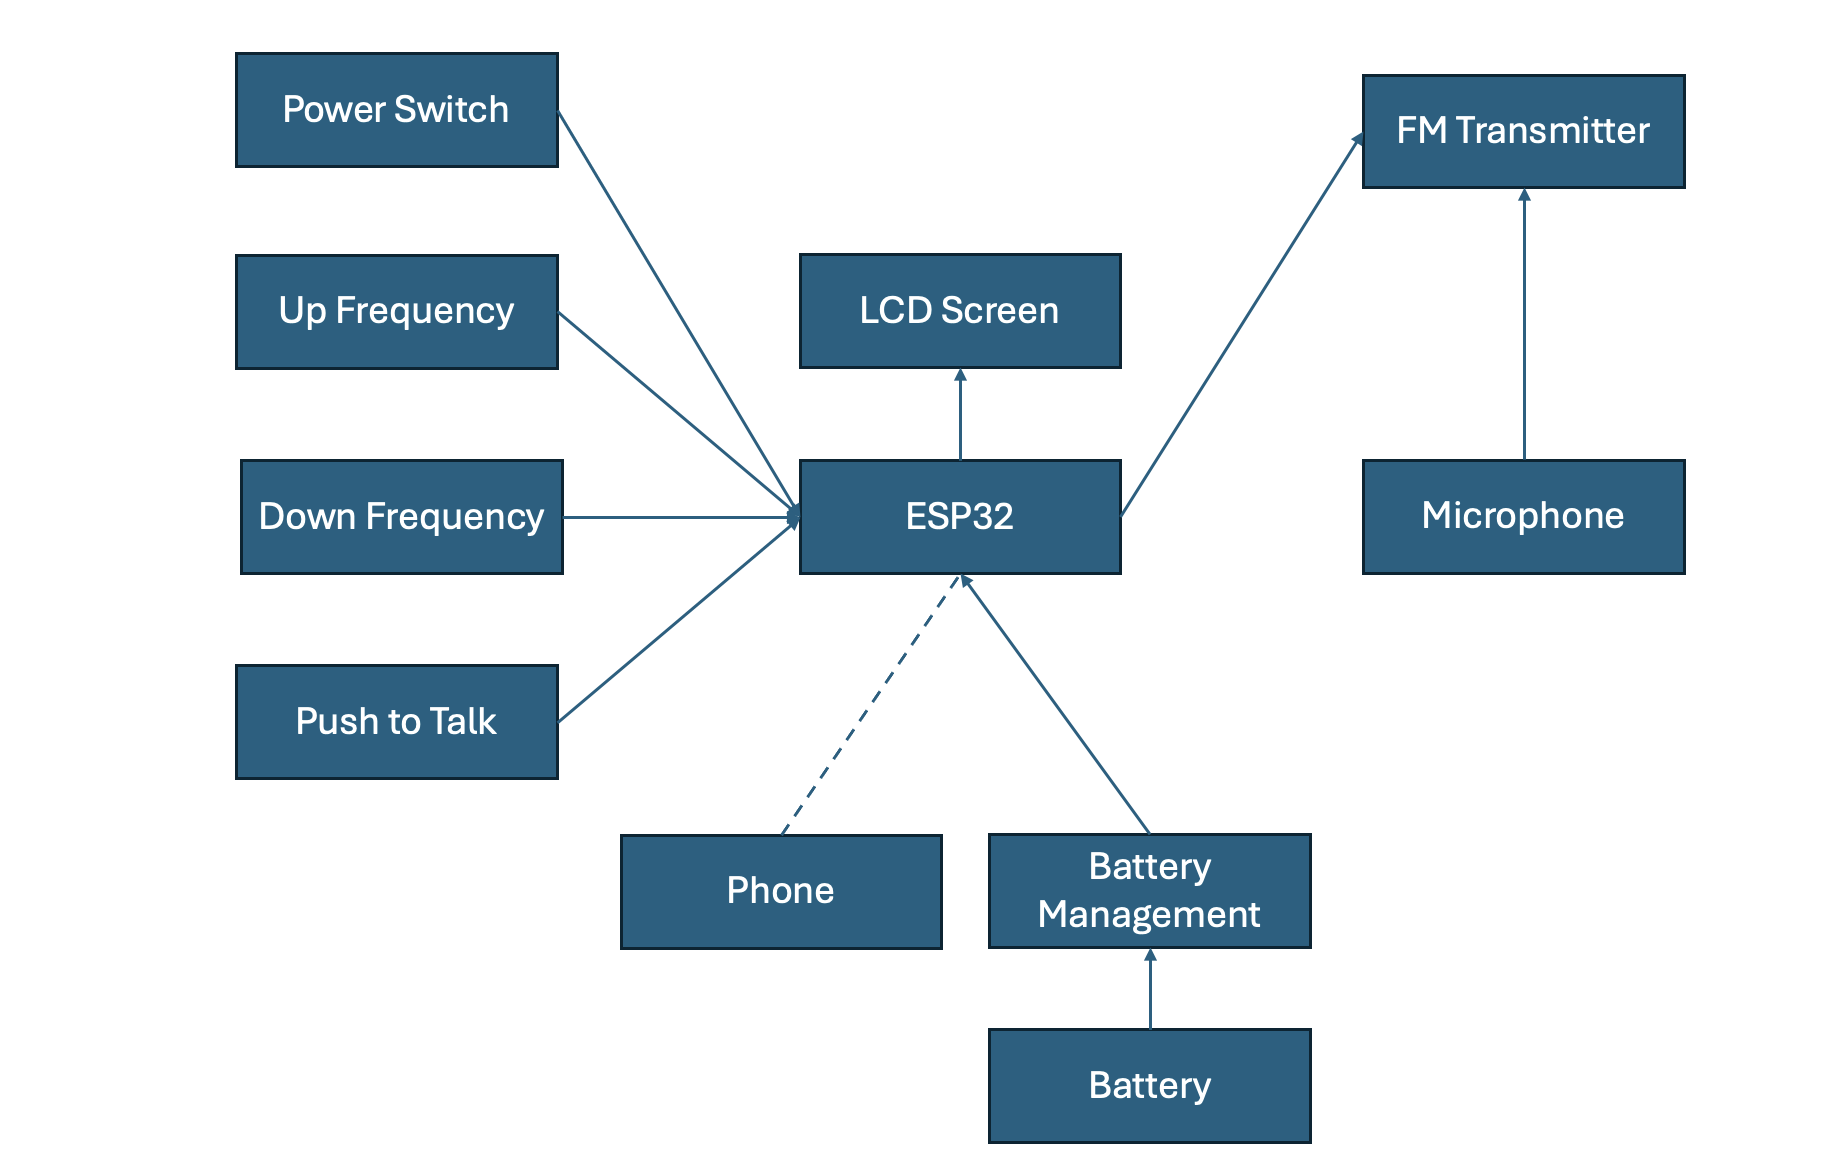 Power Switch
FM Transmitter
Up Frequency
LCD Screen
Down Frequency
ESP32
Microphone
Push to Talk
Phone
Battery
Management
Battery